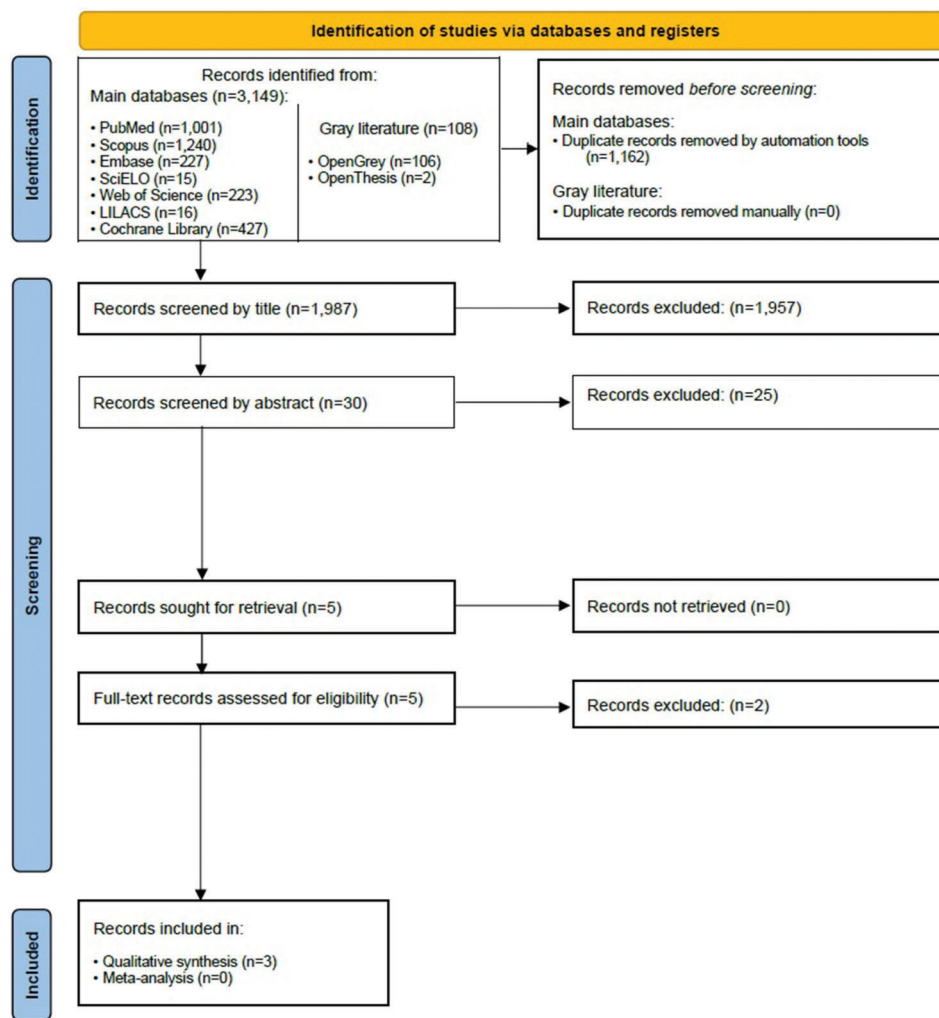 Identification of studies via databases and registers
Identification
Records identified from:
Main databases (n=3,149):
• PubMed (n=1,001)
• Scopus (n=1,240)
• Embase (n=227)
• SciELO (n=15)
• Web of Science (n=223)
• LILACS (n=16)
• Cochrane Library (n=427)
Gray literature (n=108)
• OpenGrey (n=106)
• OpenThesis (n=2)
Records removed before screening:
Main databases:
• Duplicate records removed by automation tools
(n=1,162)
Gray literature:
• Duplicate records removed manually (n=0)
Screening
Records screened by title (n=1,987)
Records excluded: (n=1,957)
Records screened by abstract (n=30)
Records excluded: (n=25)
Records sought for retrieval (n=5)
Records not retrieved (n=0)
Full-text records assessed for eligibility (n=5)
Records excluded: (n=2)
Included
Records included in:
• Qualitative synthesis (n=3)
• Meta-analysis (n=0)